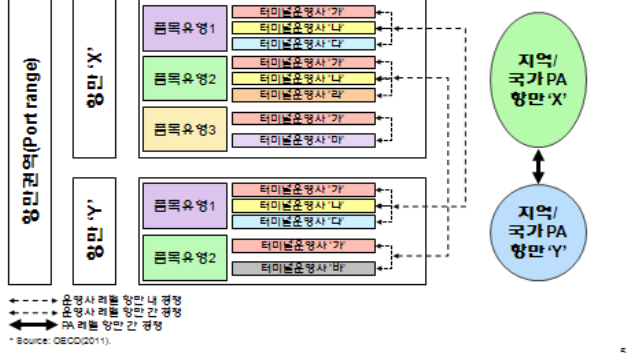 항만권역(Port range)
항만 'X'
품목유형1
터미널운영사 '가'
터미널운영사 '나'
터미널운영사 '다'
품목유형2
터미널운영사 '가'
터미널운영사 '나'
터미널운영사 '라'
품목유형3
터미널운영사 '가'
터미널운영사 '마'
항만 'Y'
품목유형1
터미널운영사 '가'
터미널운영사 '나'
터미널운영사 '다'
품목유형2
터미널운영사 '가'
터미널운영사 '바'
지역/
국가 PA
항만 'X'
지역/
국가 PA
항만 'Y'
운영사 레벨 항만 내 경쟁
운영사 레벨 항만 간 경쟁
PA 레벨 항만 간 경쟁
* Source: OECD(2011).
5